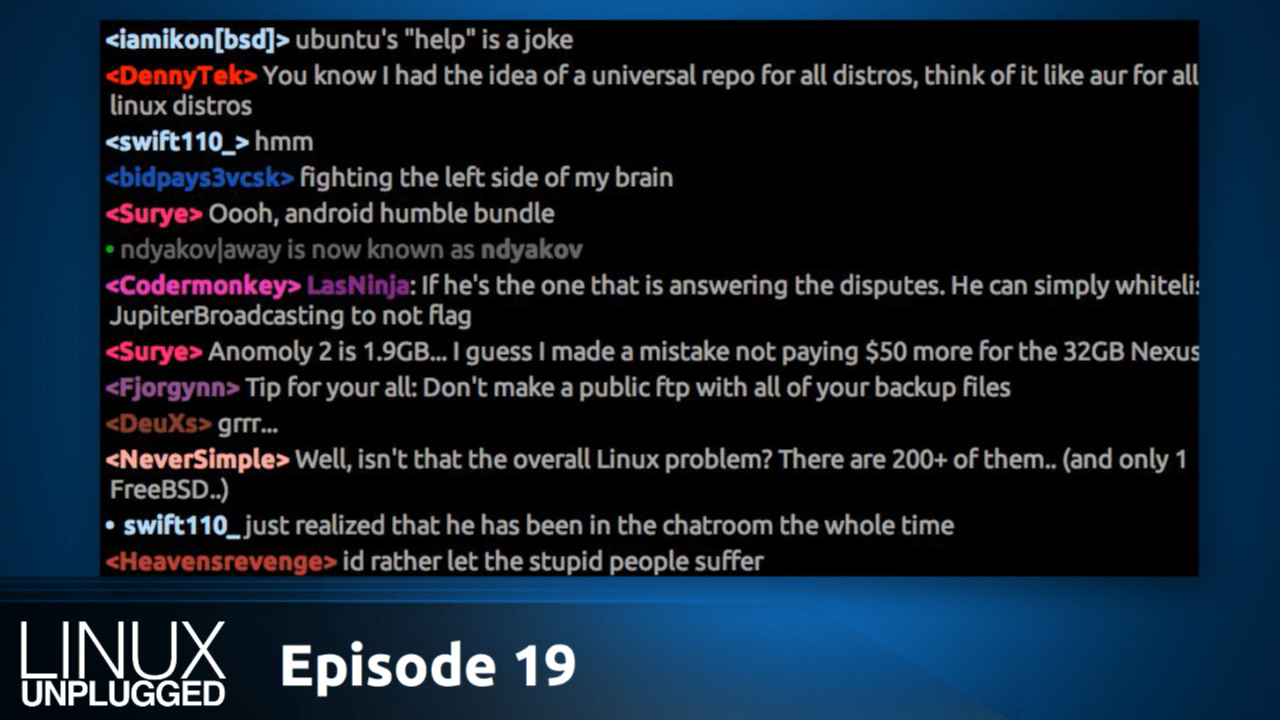 <iamikon[bsd]> ubuntu's "help" is a joke
<DennyTek> You know I had the idea of a universal repo for all distros, think of it like aur for all
linux distros
<swift110_> hmm
<bidpays3vcsk> fighting the left side of my brain
<Surye> Oooh, android humble bundle
• ndyakov|away is now known as ndyakov
<Codermonkey> LasNinja: If he's the one that is answering the disputes. He can simply whitelis
JupiterBroadcasting to not flag
<Surye> Anomoly 2 is 1.9GB... I guess I made a mistake not paying $50 more for the 32GB Nexus
<Fjorgynn> Tip for your all: Don't make a public ftp with all of your backup files
<DeuXs> grrr...
<NeverSimple> Well, isn't that the overall Linux problem? There are 200+ of them.. (and only 1
FreeBSD..)
• swift110_ just realized that he has been in the chatroom the whole time
<Heavensrevenge> id rather let the stupid people suffer
LINUX
UNPLUGGED
Episode 19